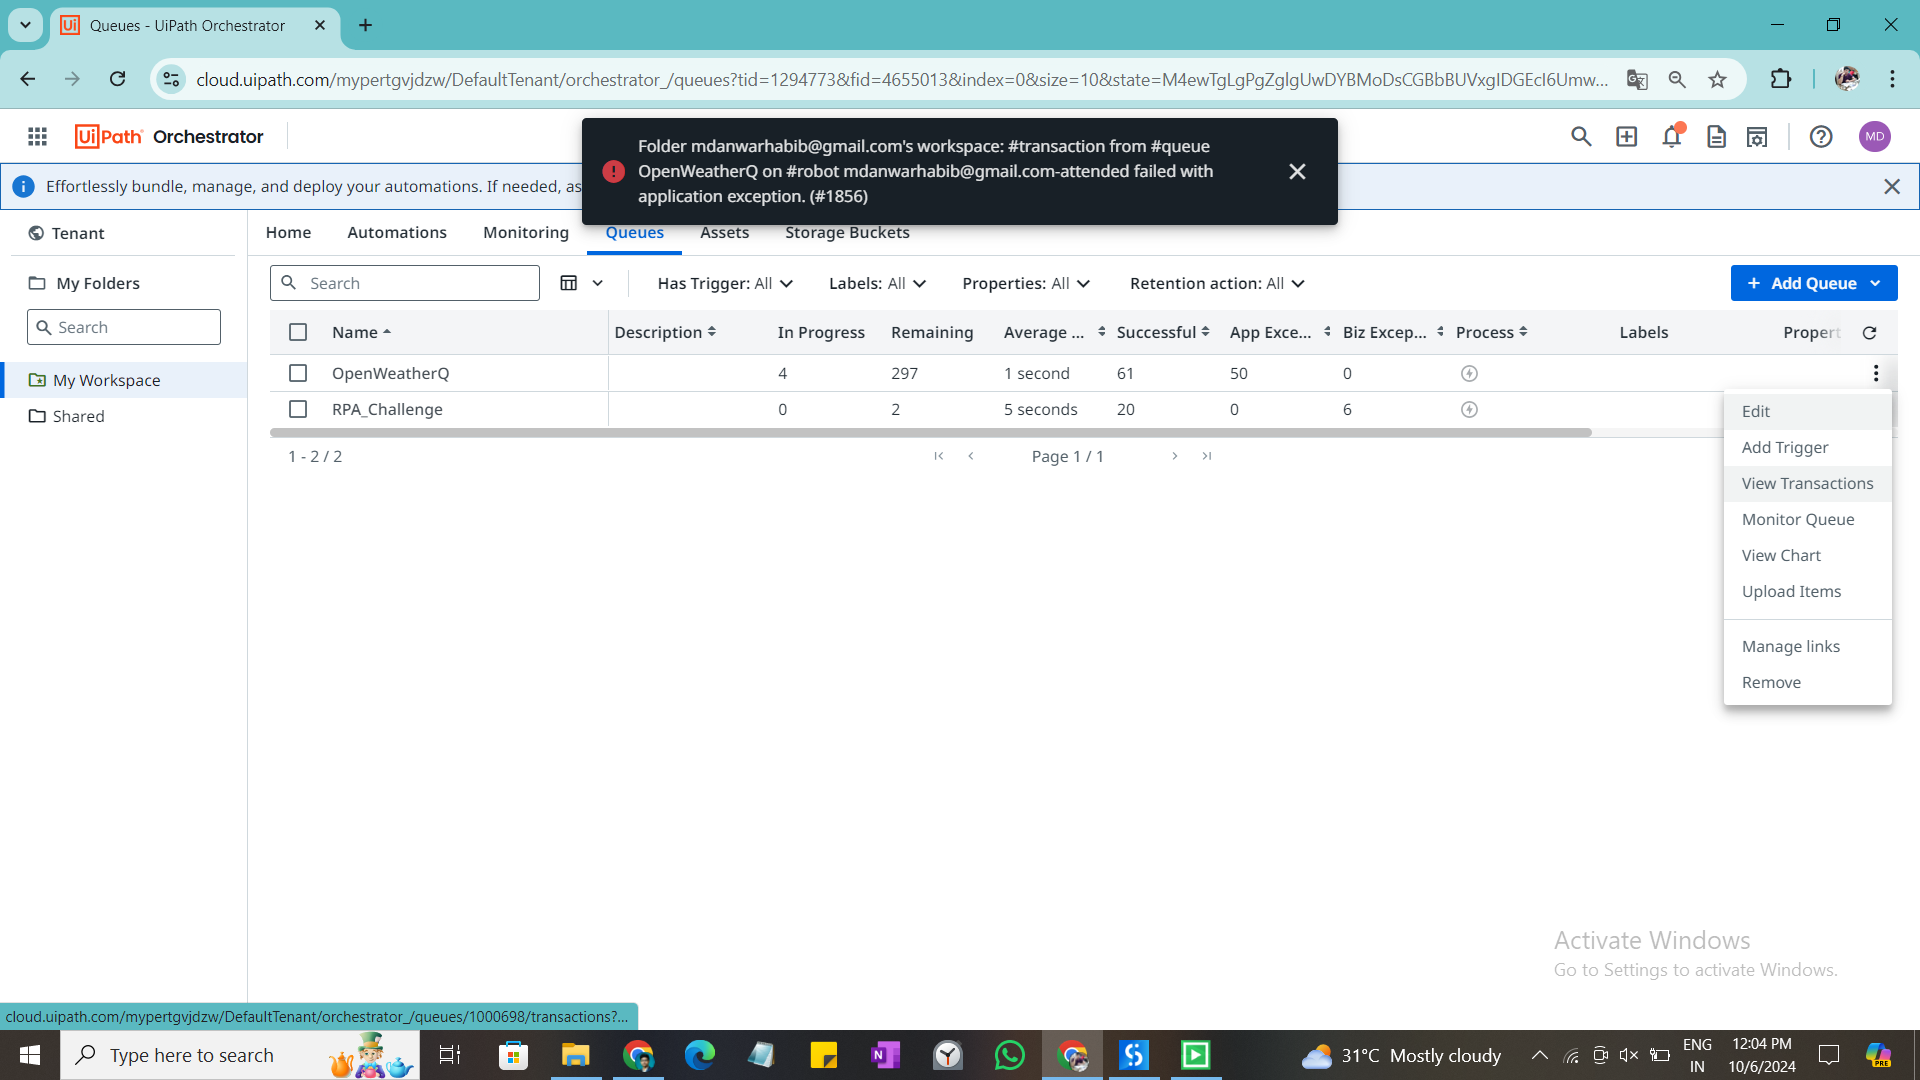 Queues - UiPath Orchestrator
cloud.uipath.com/mypertgvjdzw/DefaultTenant/orchestrator_/queues?tid=1294773&fid=4655013&index=0&size=10&state=M4ewTgLgPgZglgUwDYBMoDsCGBbBUVxgIDGEcI6Umw...
Ui Path Orchestrator
MD
Effortlessly bundle, manage, and deploy your automations. If needed, as
Folder mdanwarhabib@gmail.com's workspace: #transaction from #queue
OpenWeatherQ on #robot mdanwarhabib@gmail.com-attended failed with
application exception. (#1856)
Tenant
Home Automations Monitoring Queues Assets Storage Buckets
My Folders
Search
My Workspace
Shared
Search Has Trigger: All Labels: All Properties: All Retention action: All + Add Queue
Name Description In Progress Remaining Average ... Successful App Exce... Biz Excep... Process Labels Propert
OpenWeatherQ 4 297 1 second 61 50 0
RPA_Challenge 0 2 5 seconds 20 0 6
1 - 2 / 2 Page 1 / 1
Edit
Add Trigger
View Transactions
Monitor Queue
View Chart
Upload Items
Manage links
Remove
Activate Windows
Go to Settings to activate Windows.
cloud.uipath.com/mypertgvjdzw/DefaultTenant/orchestrator_/queues/1000698/transactions?...
Type here to search
31°C Mostly cloudy
ENG
IN
12:04 PM
10/6/2024
PRE